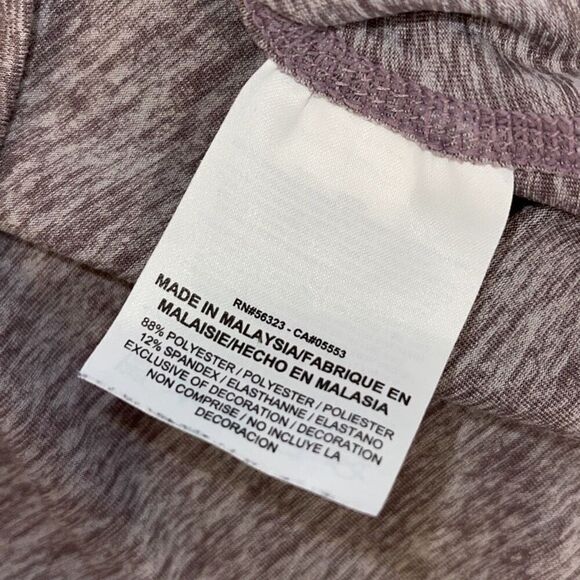 RN#56323 - CA#05553
MADE IN MALAYSIA/FABRIQUE EN
MALAISIE/HECHO EN MALASIA
88% POLYESTER / POLYESTER / POLIESTER
12% SPANDEX / ELASTHANNE / ELASTANO
EXCLUSIVE OF DECORATION / DECORATION
NON COMPRISE / NO INCLUYE LA
DECORACION